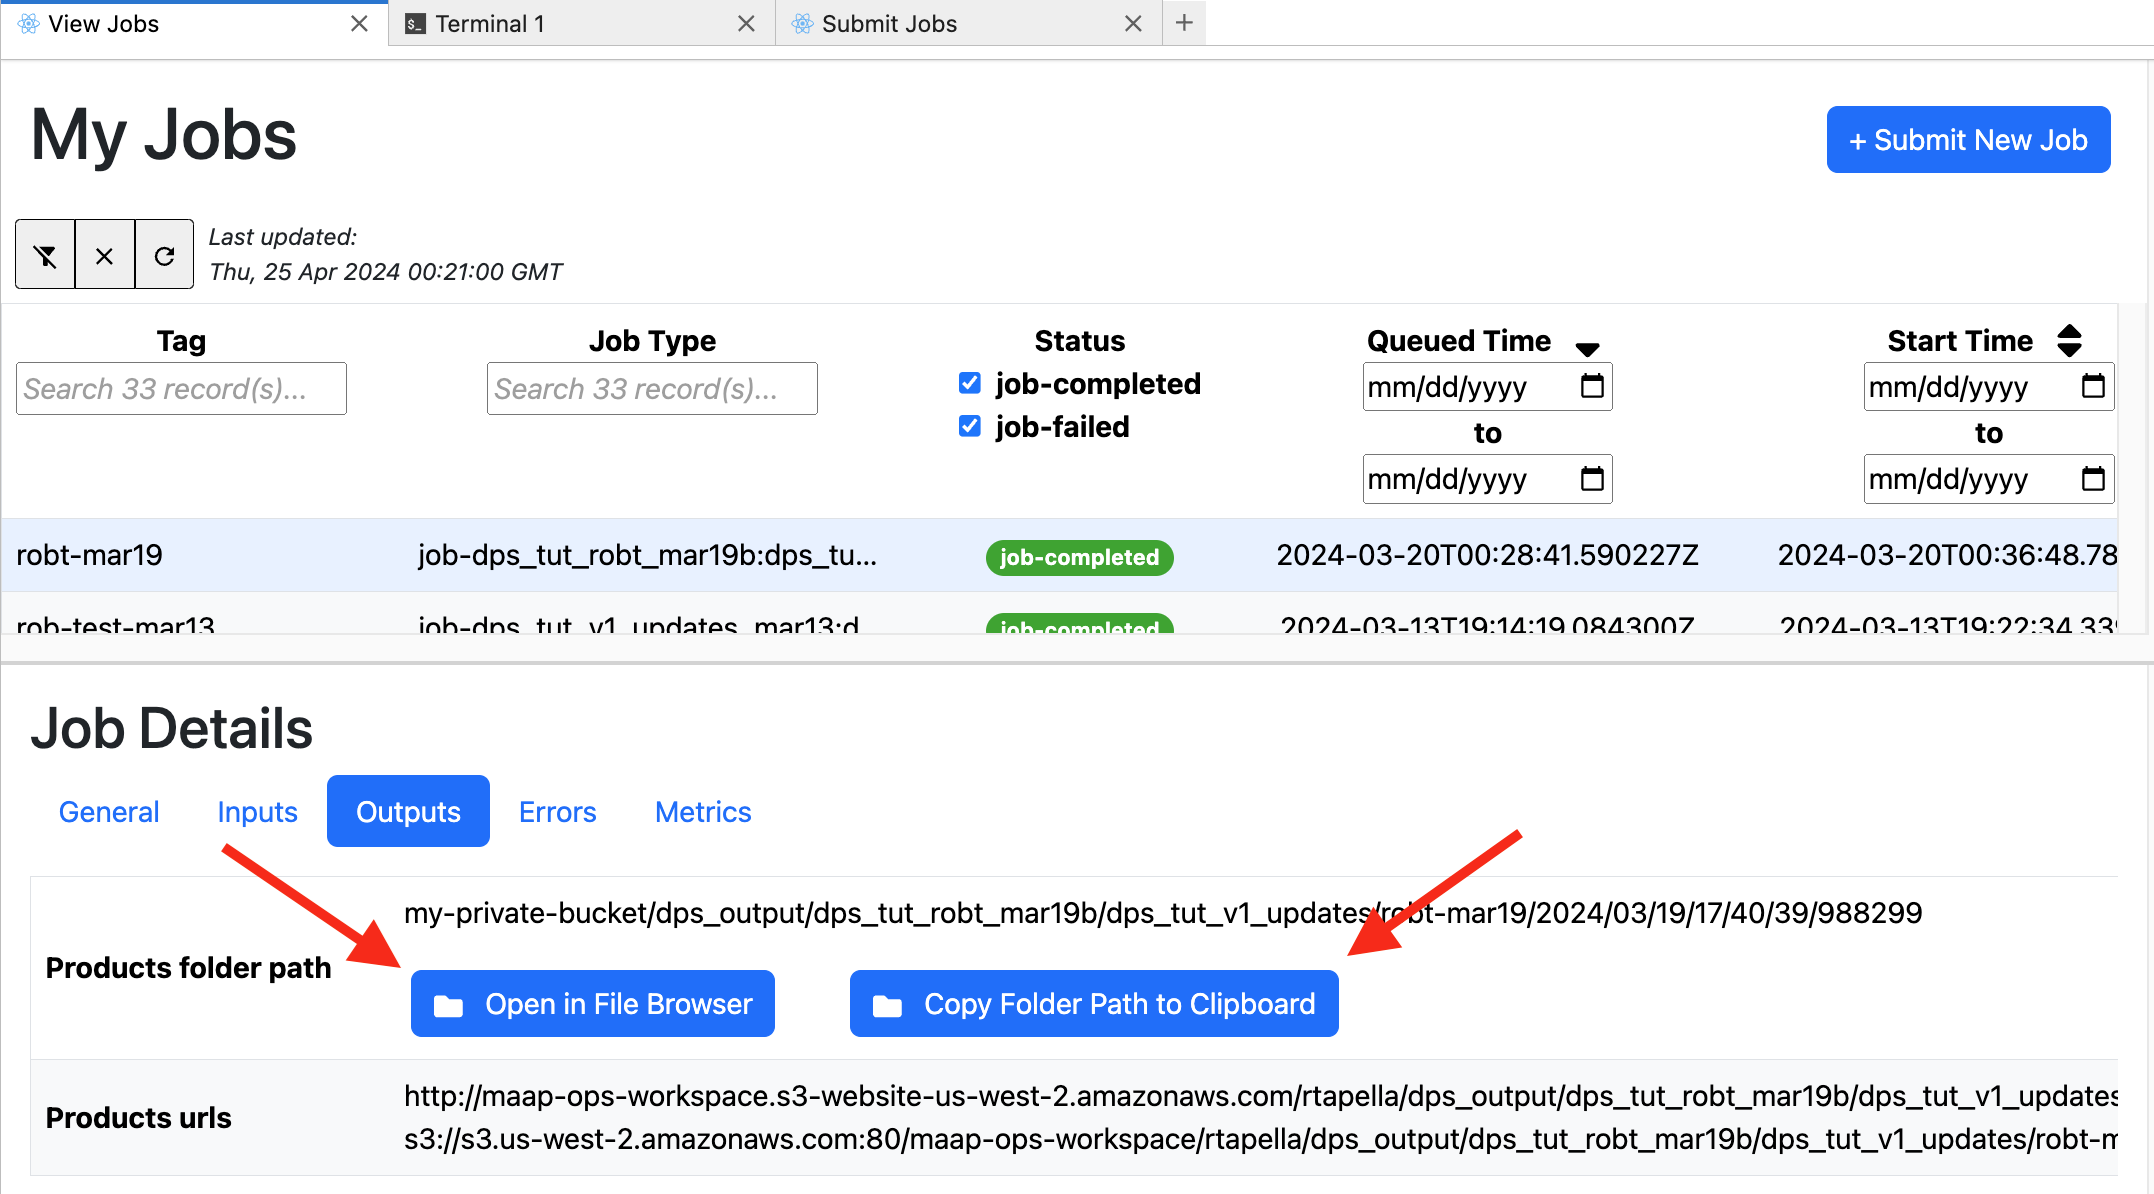 View Jobs
Terminal 1
Submit Jobs
My Jobs
+ Submit New Job
Last updated:
Thu, 25 Apr 2024 00:21:00 GMT
Tag Job Type Status Queued Time Start Time
Search 33 record(s)... Search 33 record(s)... job-completed mm/dd/yyyy mm/dd/yyyy
job-failed
to to
mm/dd/yyyy mm/dd/yyyy
robt-mar19 job-dps_tut_robt_mar19b:dps_tu... job-completed 2024-03-20T00:28:41.590227Z 2024-03-20T00:36:48.78
rob-test-mar13 job-dps_tut_v1_updates_mar13:d job-completed 2024-03-13T19:14:19.084300Z 2024-03-13T19:22:34.339
Job Details
General Inputs Outputs Errors Metrics
Products folder path
my-private-bucket/dps_output/dps_tut_robt_mar19b/dps_tut_v1_updates/robt-mar19/2024/03/19/17/40/39/988299
Open in File Browser Copy Folder Path to Clipboard
Products urls
http://maap-ops-workspace.s3-website-us-west-2.amazonaws.com/rtapella/dps_output/dps_tut_robt_mar19b/dps_tut_v1_updates
s3://s3.us-west-2.amazonaws.com:80/maap-ops-workspace/rtapella/dps_output/dps_tut_robt_mar19b/dps_tut_v1_updates/robt-m